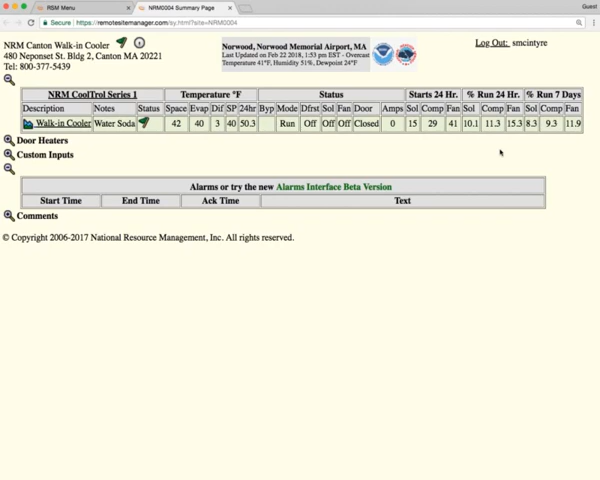 RSM Menu
NRM0004 Summary Page
Guest
Secure | https://remotesitemanager.com/sy.html?site=NRM0004
NRM Canton Walk-in Cooler
480 Neponset St. Bldg 2, Canton MA 20221
Tel: 800-377-5439
Norwood, Norwood Memorial Airport, MA
Last Updated on Feb 22 2018, 1:53 pm EST - Overcast
Temperature 41°F, Humidity 51%, Dewpoint 24°F
Log Out: smcintyre
NRM CoolTrol Series 1 Temperature °F Status Starts 24 Hr. % Run 24 Hr. % Run 7 Days
Description Notes Status Space Evap Dif SP 24hr Byp Mode Dfrst Sol Fan Door Amps Sol Comp Fan Sol Comp Fan Sol Comp Fan
Walk-in Cooler Water Soda 42 40 3 40 50.3 Run Off Off Off Closed 0 15 29 41 10.1 11.3 15.3 8.3 9.3 11.9
Door Heaters
Custom Inputs
Alarms or try the new Alarms Interface Beta Version
Start Time End Time Ack Time Text
Comments
© Copyright 2006-2017 National Resource Management, Inc. All rights reserved.